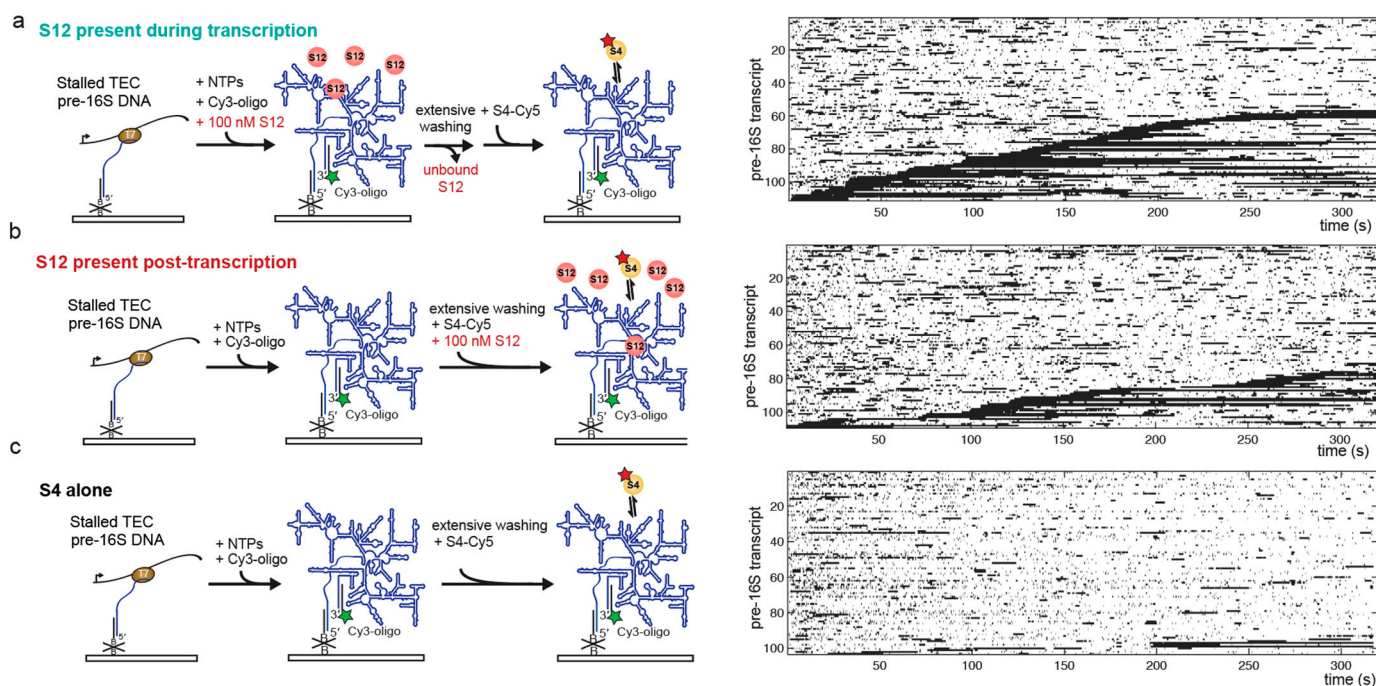 a
S12 present during transcription
Stalled TEC
pre-16S DNA
T7
5'
B
B
+ NTPs
+ Cy3-oligo
+ 100 nM S12
S12
S12
S12
S12
S12
3'
Cy3-oligo
5'
B
B
extensive
washing
unbound
S12
+ S4-Cy5
S4
3'
Cy3-oligo
5'
B
B
pre-16S transcript
20
40
60
80
100
50
100
150
200
250
300
time (s)
b
S12 present post-transcription
Stalled TEC
pre-16S DNA
T7
5'
B
B
+ NTPs
+ Cy3-oligo
3'
Cy3-oligo
5'
B
B
extensive washing
+ S4-Cy5
+ 100 nM S12
S12
S12
S4
S12
S12
S12
3'
Cy3-oligo
5'
B
B
pre-16S transcript
20
40
60
80
100
50
100
150
200
250
300
time (s)
c
S4 alone
Stalled TEC
pre-16S DNA
T7
5'
B
B
+ NTPs
+ Cy3-oligo
3'
Cy3-oligo
5'
B
B
extensive washing
+ S4-Cy5
S4
3'
Cy3-oligo
5'
B
B
pre-16S transcript
20
40
60
80
100
50
100
150
200
250
300
time (s)